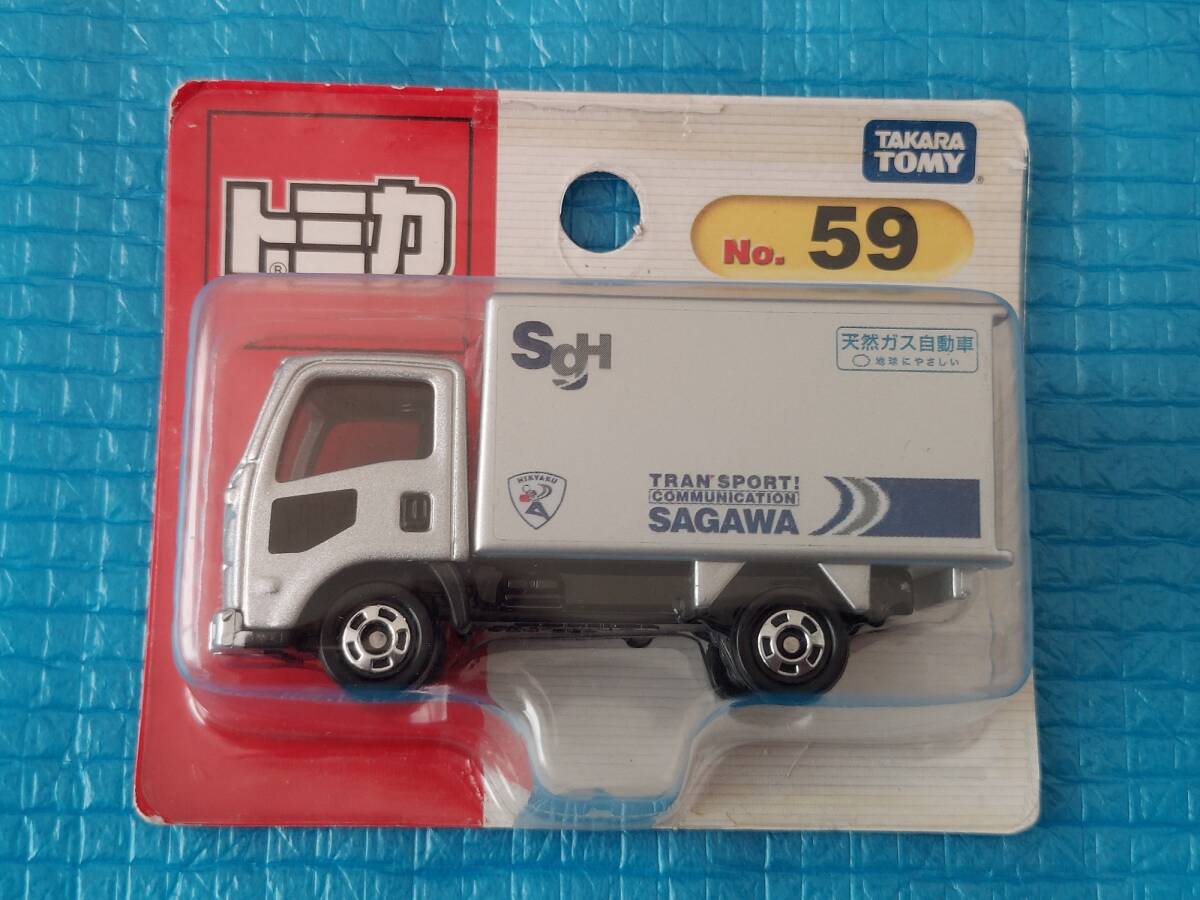 トミカ
®
TAKARA
TOMY®
No. 59
SgH
天然ガス自動車
地球にやさしい
HIKYAKU
TRAN'SPORT!
COMMUNICATION
SAGAWA